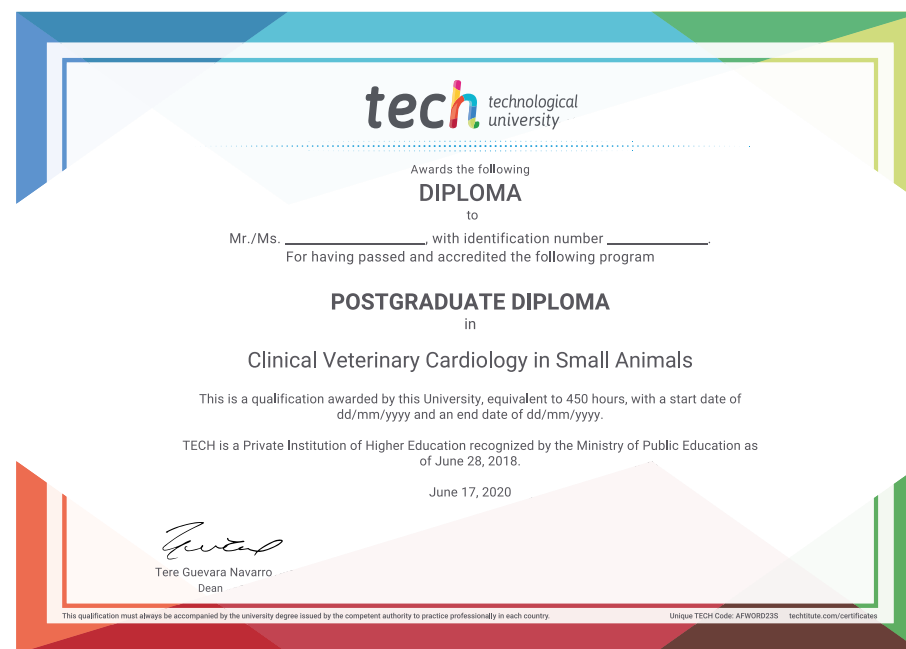 tech technological
university
Awards the following
DIPLOMA
to
Mr./Ms. ____________________, with identification number ______________.
For having passed and accredited the following program
POSTGRADUATE DIPLOMA
in
Clinical Veterinary Cardiology in Small Animals
This is a qualification awarded by this University, equivalent to 450 hours, with a start date of
dd/mm/yyyy and an end date of dd/mm/yyyy.
TECH is a Private Institution of Higher Education recognized by the Ministry of Public Education as
of June 28, 2018.
June 17, 2020
Tere Guevara Navarro
Dean
This qualification must always be accompanied by the university degree issued by the competent authority to practice professionally in each country. Unique TECH Code: AFWORD23S techtitute.com/certificates